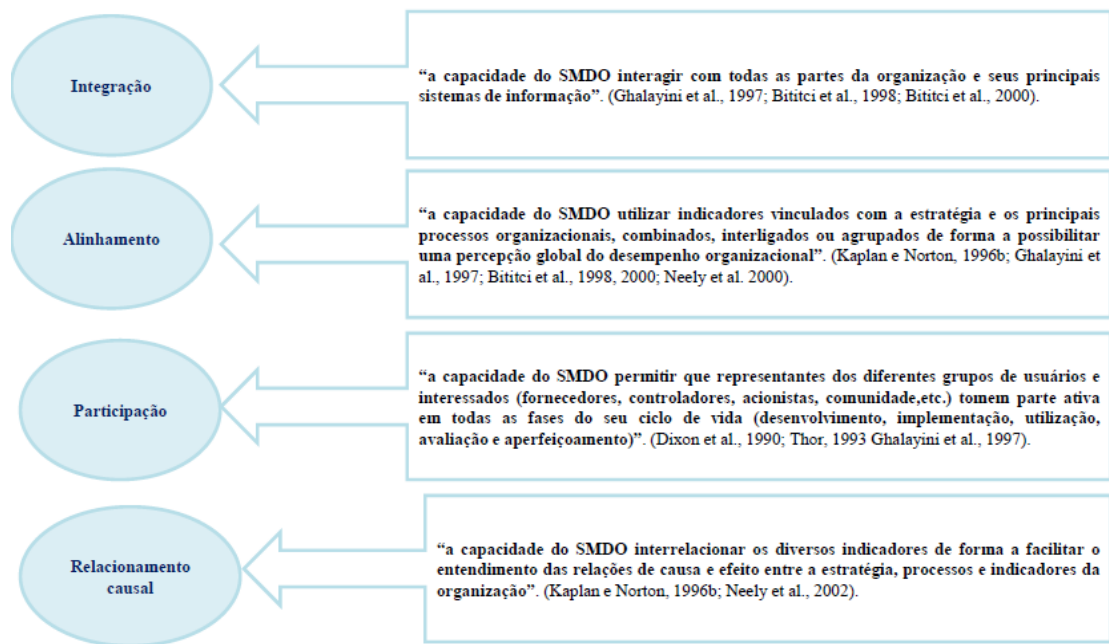 Integração
“a capacidade do SMDO interagir com todas as partes da organização e seus principais
sistemas de informação”. (Ghalayini et al., 1997; Bititci et al., 1998; Bititci et al., 2000).
Alinhamento
“a capacidade do SMDO utilizar indicadores vinculados com a estratégia e os principais
processos organizacionais, combinados, interligados ou agrupados de forma a possibilitar
uma percepção global do desempenho organizacional”. (Kaplan e Norton, 1996b; Ghalayini et
al., 1997; Bititci et al., 1998, 2000; Neely et al. 2000).
Participação
“a capacidade do SMDO permitir que representantes dos diferentes grupos de usuários e
interessados (fornecedores, controladores, acionistas, comunidade,etc.) tomem parte ativa
em todas as fases do seu ciclo de vida (desenvolvimento, implementação, utilização,
avaliação e aperfeiçoamento)”. (Dixon et al., 1990; Thor, 1993 Ghalayini et al., 1997).
Relacionamento
causal
“a capacidade do SMDO interrelacionar os diversos indicadores de forma a facilitar o
entendimento das relações de causa e efeito entre a estratégia, processos e indicadores da
organização”. (Kaplan e Norton, 1996b; Neely et al., 2002).